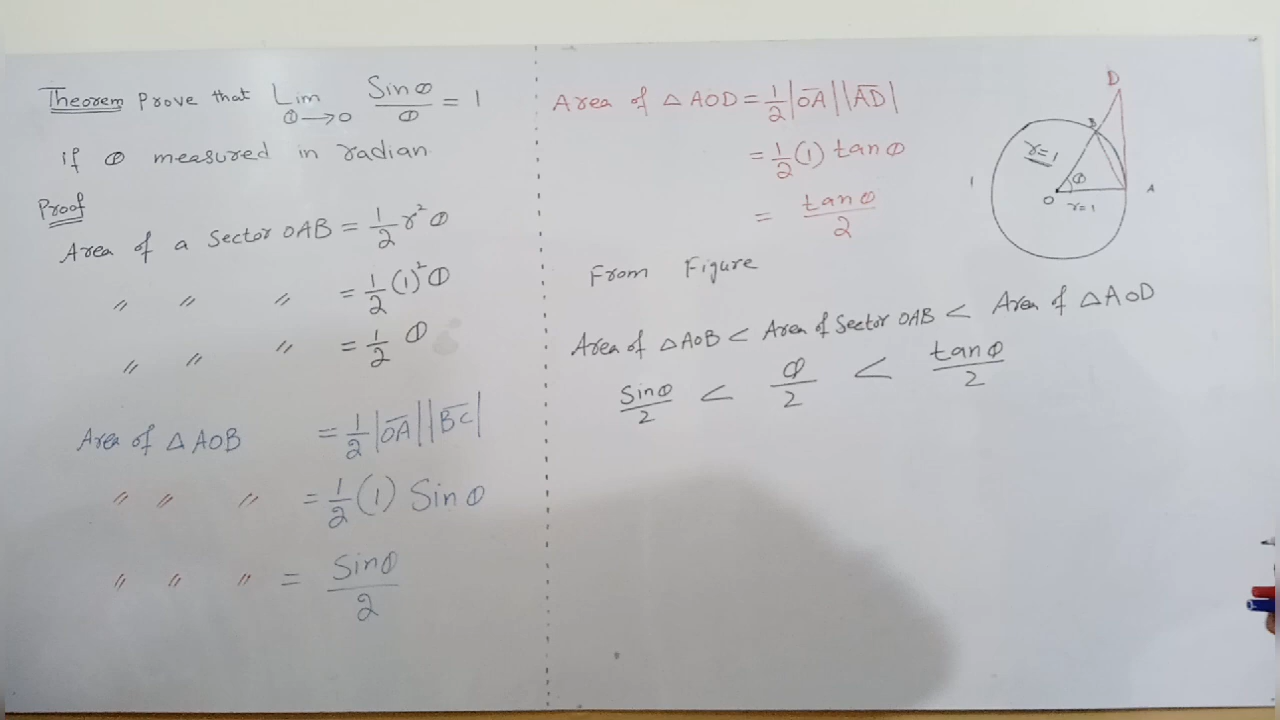 Theorem Prove that Lim θ→0 Sinθ/θ = 1
if θ measured in radian
Proof
Area of a Sector OAB = 1/2 r² θ
〃 〃 〃 = 1/2 (1)² θ
〃 〃 〃 = 1/2 θ
Area of △AOB = 1/2 |OA||BC|
〃 〃 〃 = 1/2 (1) Sinθ
〃 〃 〃 = Sinθ/2
Area of △AOD = 1/2 |OA||AD|
= 1/2 (1) tanθ
= tanθ/2
From Figure
Area of △AOB < Area of Sector OAB < Area of △AOD
Sinθ/2 < θ/2 < tanθ/2
D
B
r=1
θ
O
r=1
A